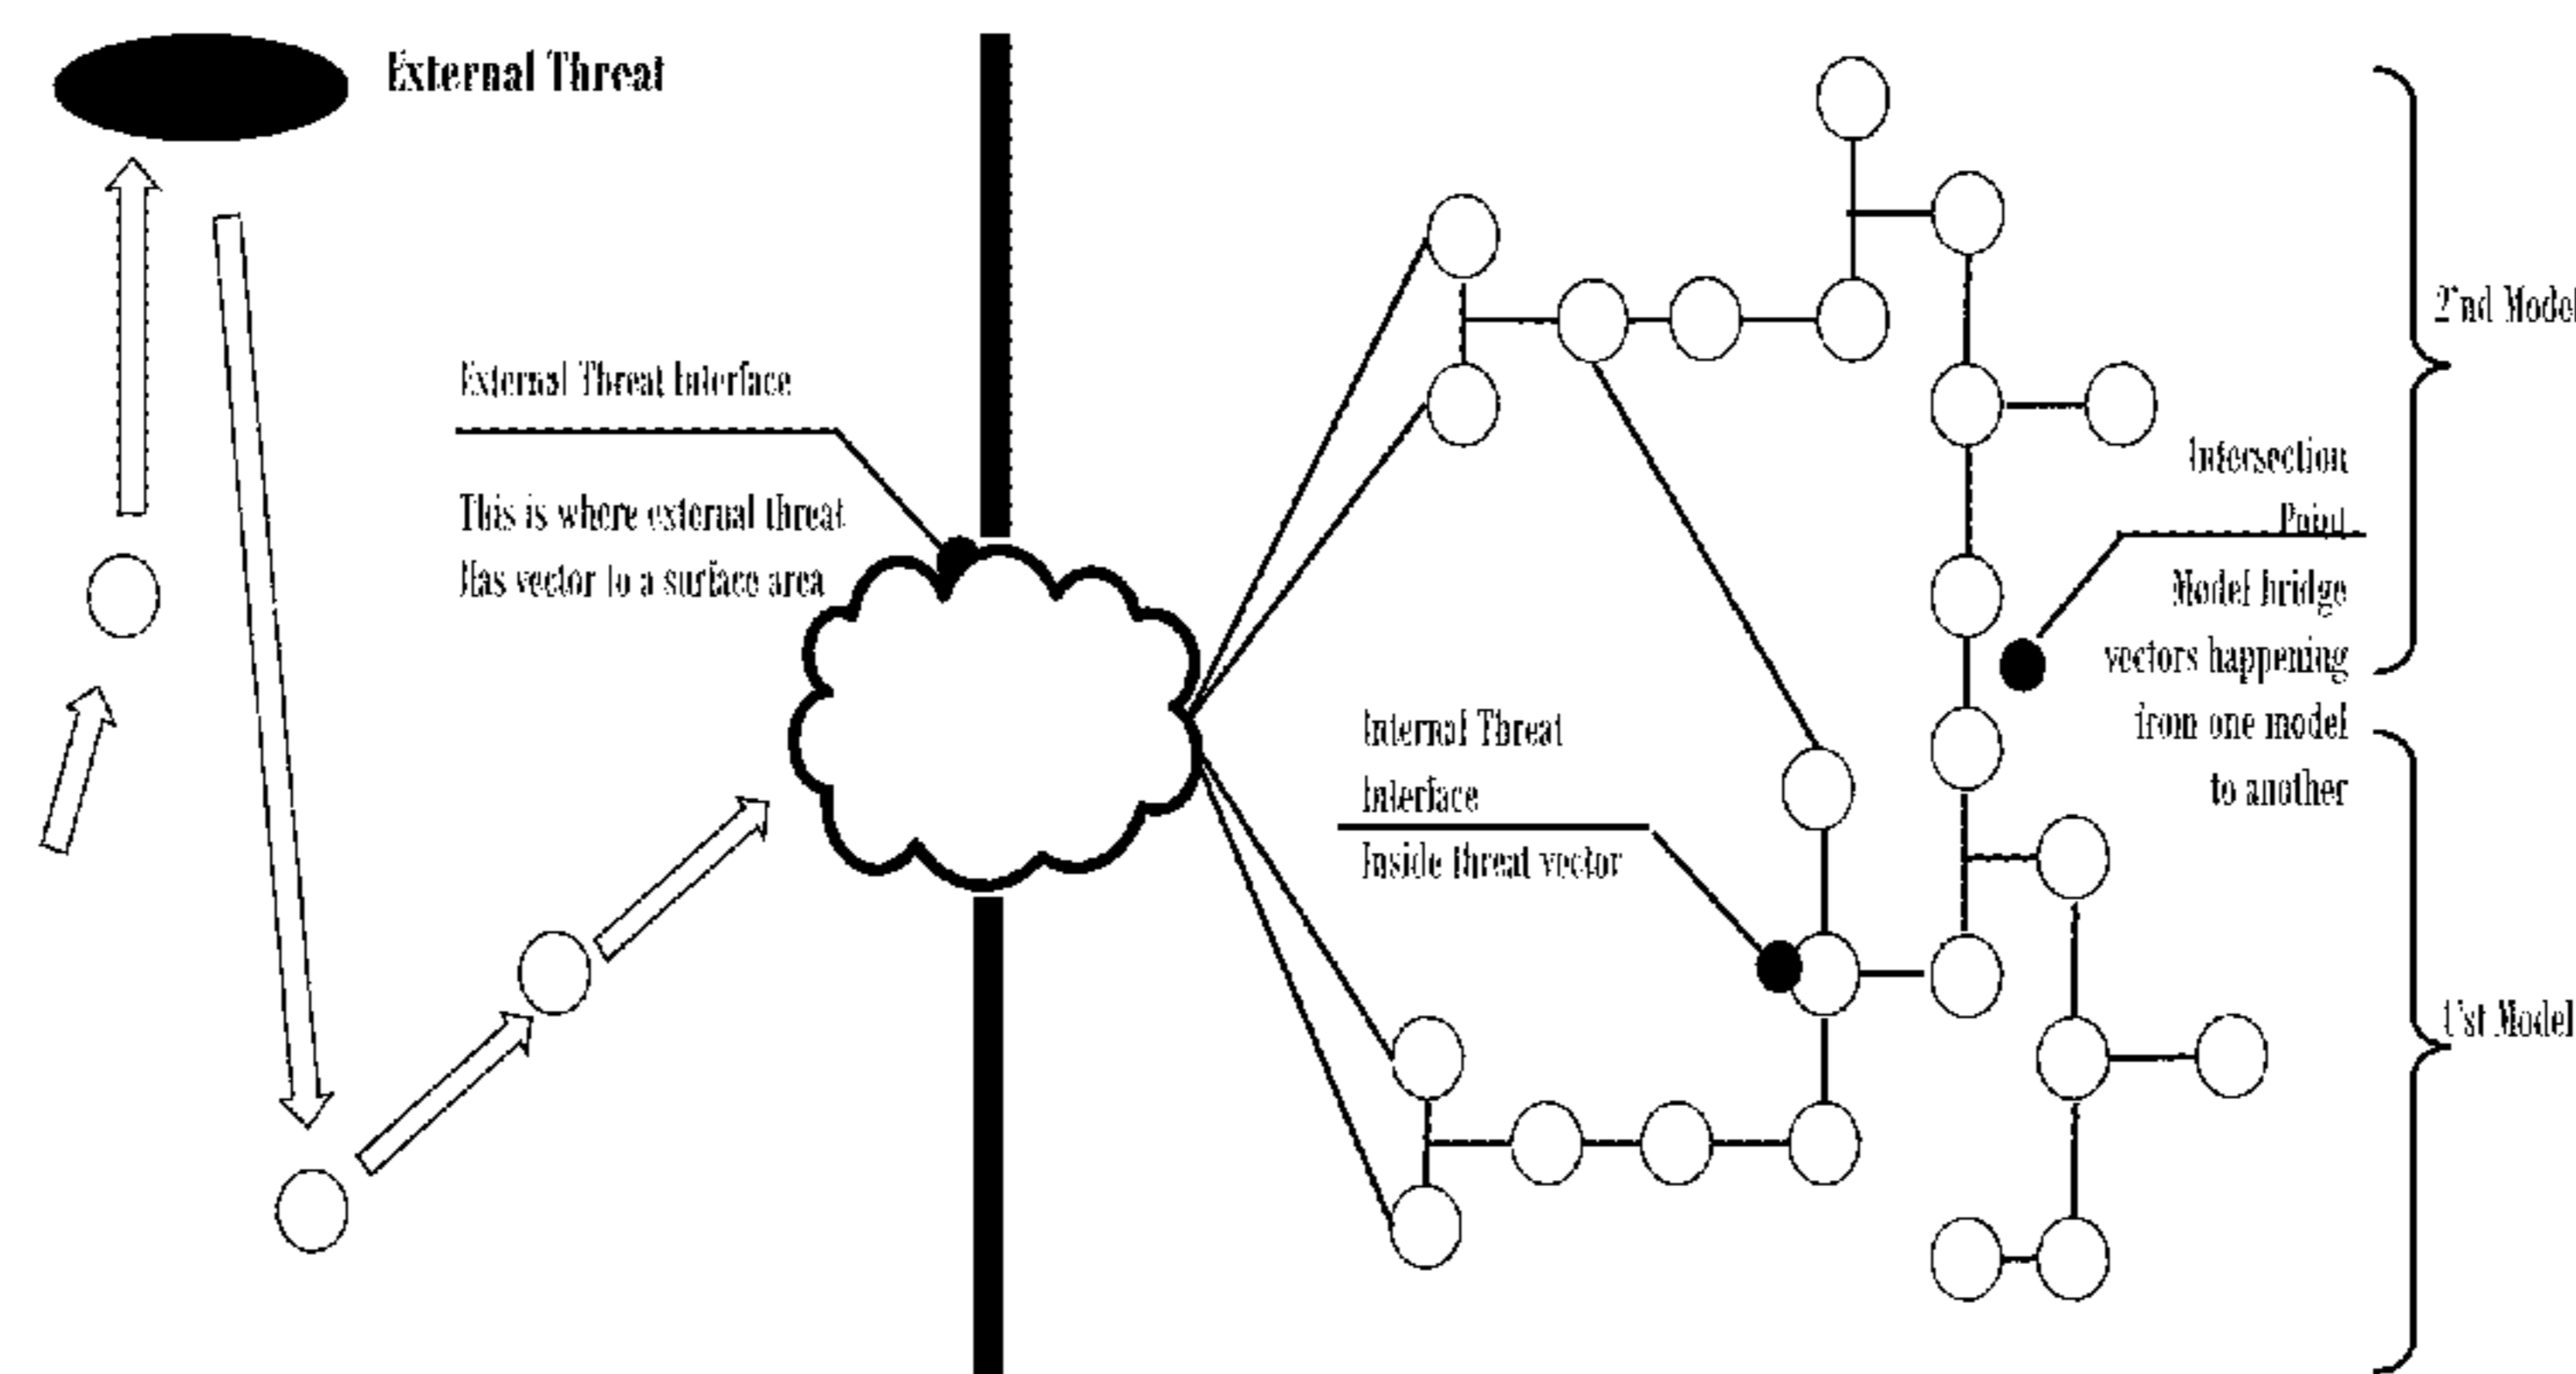 External Threat
External Threat Interface
This is where external threat
Has vector to a surface area
2'nd Model
Intersection
Point
Model bridge
vectors happening
from one model
to another
Internal Threat
Interface
Inside threat vector
1'st Model